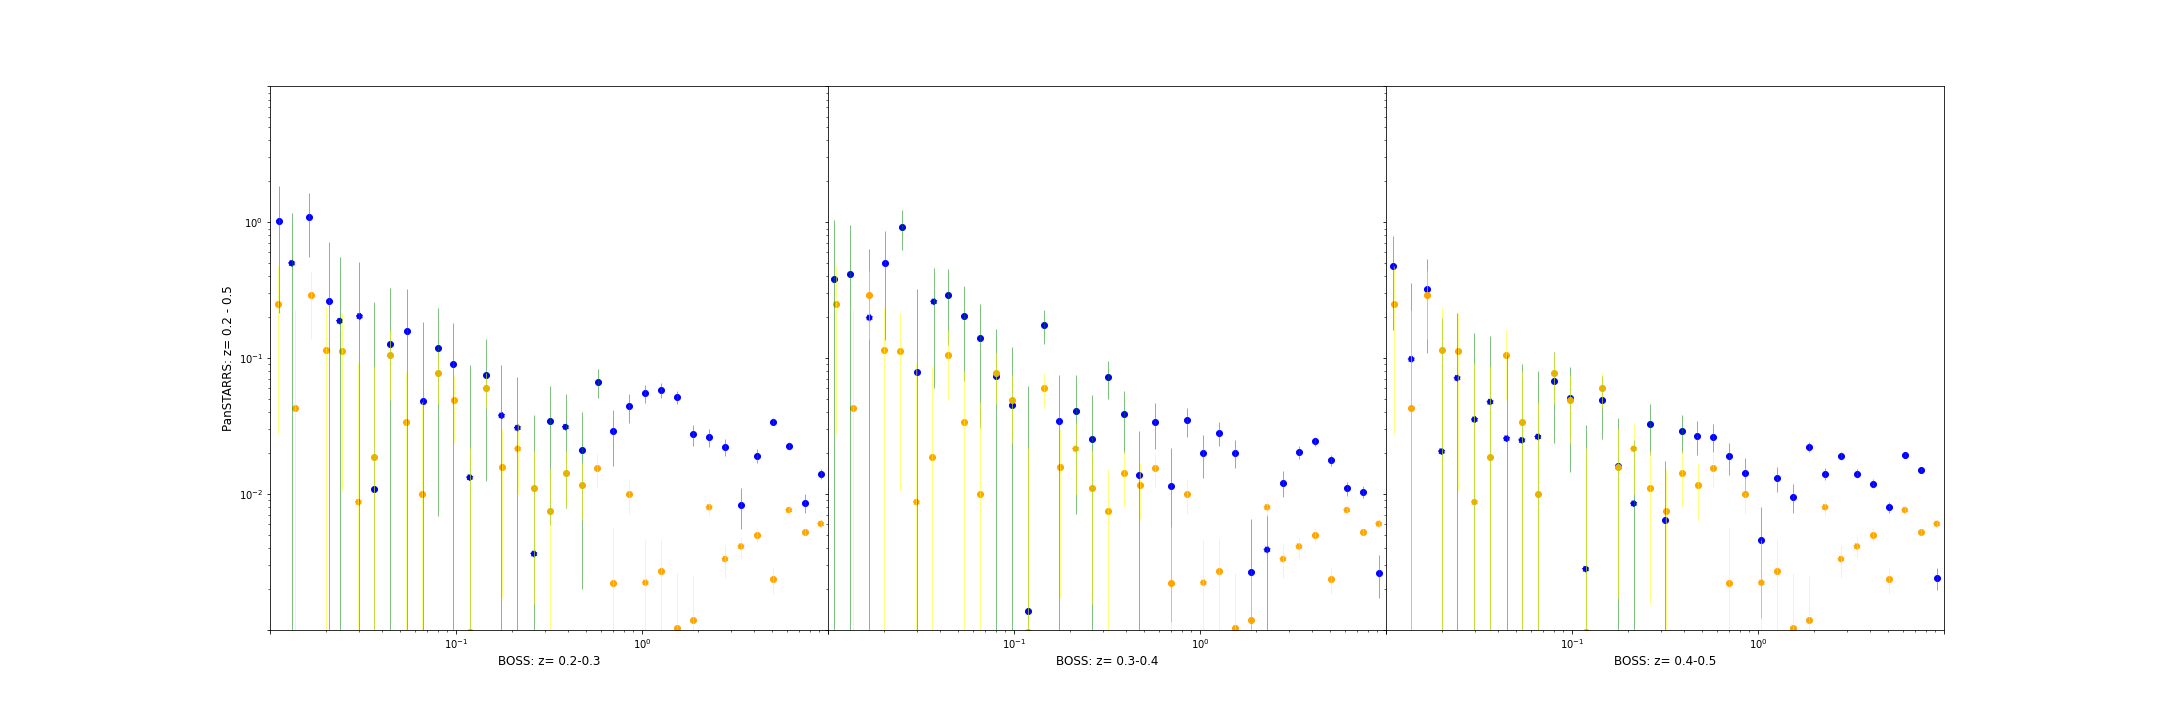 PanSTARRS: z= 0.2 - 0.5
10⁰
10⁻¹
10⁻²
10⁻¹ 10⁰ 10⁻¹ 10⁰ 10⁻¹ 10⁰
BOSS: z= 0.2-0.3 BOSS: z= 0.3-0.4 BOSS: z= 0.4-0.5